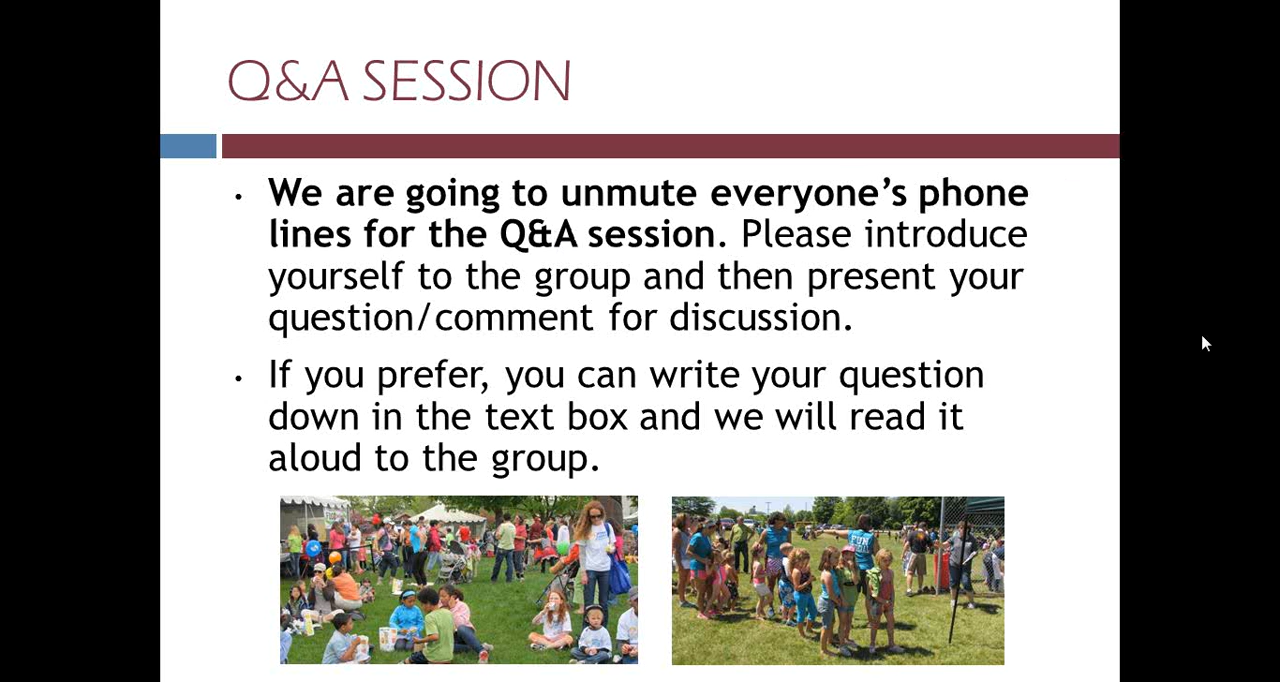 Q&A SESSION
• We are going to unmute everyone’s phone
lines for the Q&A session. Please introduce
yourself to the group and then present your
question/comment for discussion.
• If you prefer, you can write your question
down in the text box and we will read it
aloud to the group.
FUN